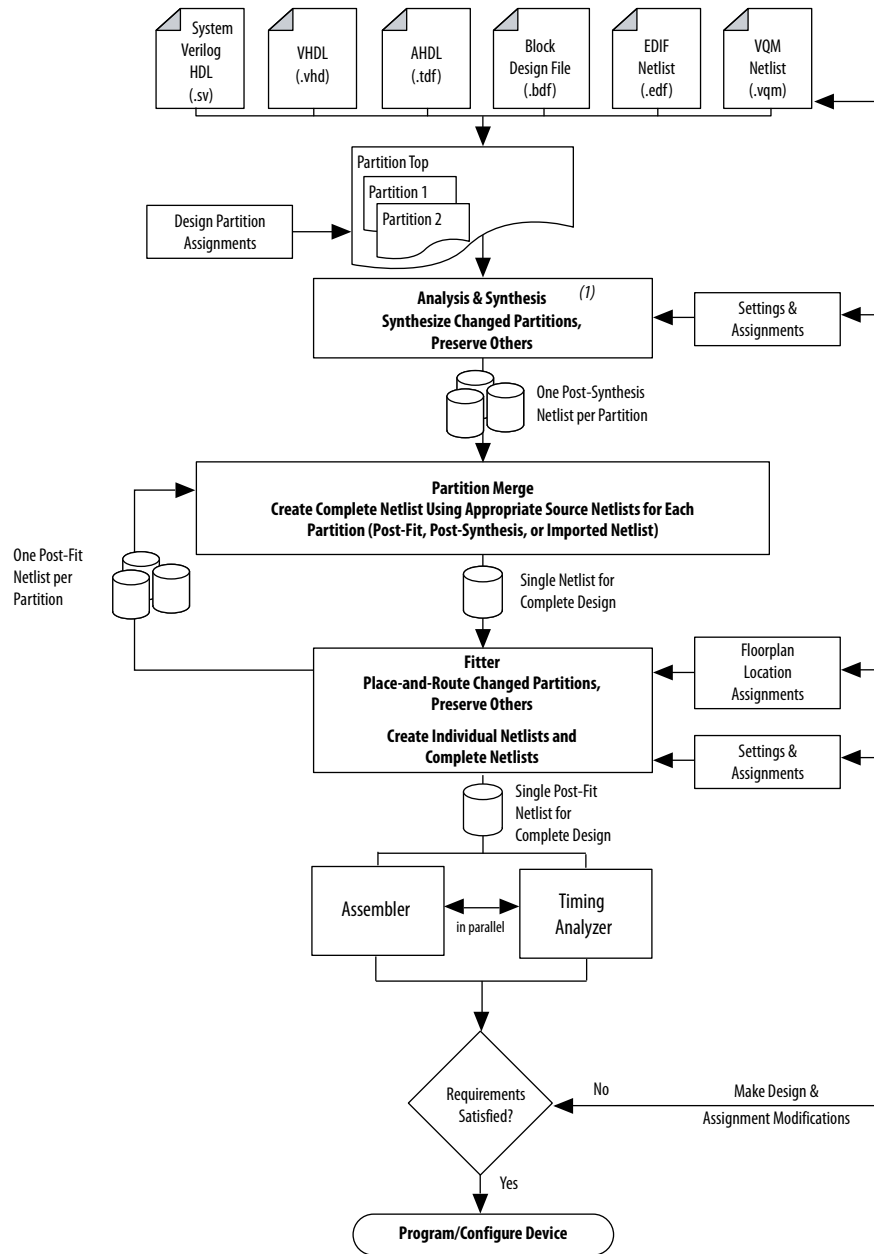 System
Verilog
HDL
(.sv)
VHDL
(.vhd)
AHDL
(.tdf)
Block
Design File
(.bdf)
EDIF
Netlist
(.edf)
VQM
Netlist
(.vqm)
Partition Top
Partition 1
Partition 2
Design Partition
Assignments
Analysis & Synthesis (1)
Synthesize Changed Partitions,
Preserve Others
Settings &
Assignments
One Post-Synthesis
Netlist per Partition
Partition Merge
Create Complete Netlist Using Appropriate Source Netlists for Each
Partition (Post-Fit, Post-Synthesis, or Imported Netlist)
One Post-Fit
Netlist per
Partition
Single Netlist for
Complete Design
Fitter
Place-and-Route Changed Partitions,
Preserve Others
Create Individual Netlists and
Complete Netlists
Floorplan
Location
Assignments
Settings &
Assignments
Single Post-Fit
Netlist for
Complete Design
Assembler
in parallel
Timing
Analyzer
Requirements
Satisfied?
No
Make Design &
Assignment Modifications
Yes
Program/Configure Device